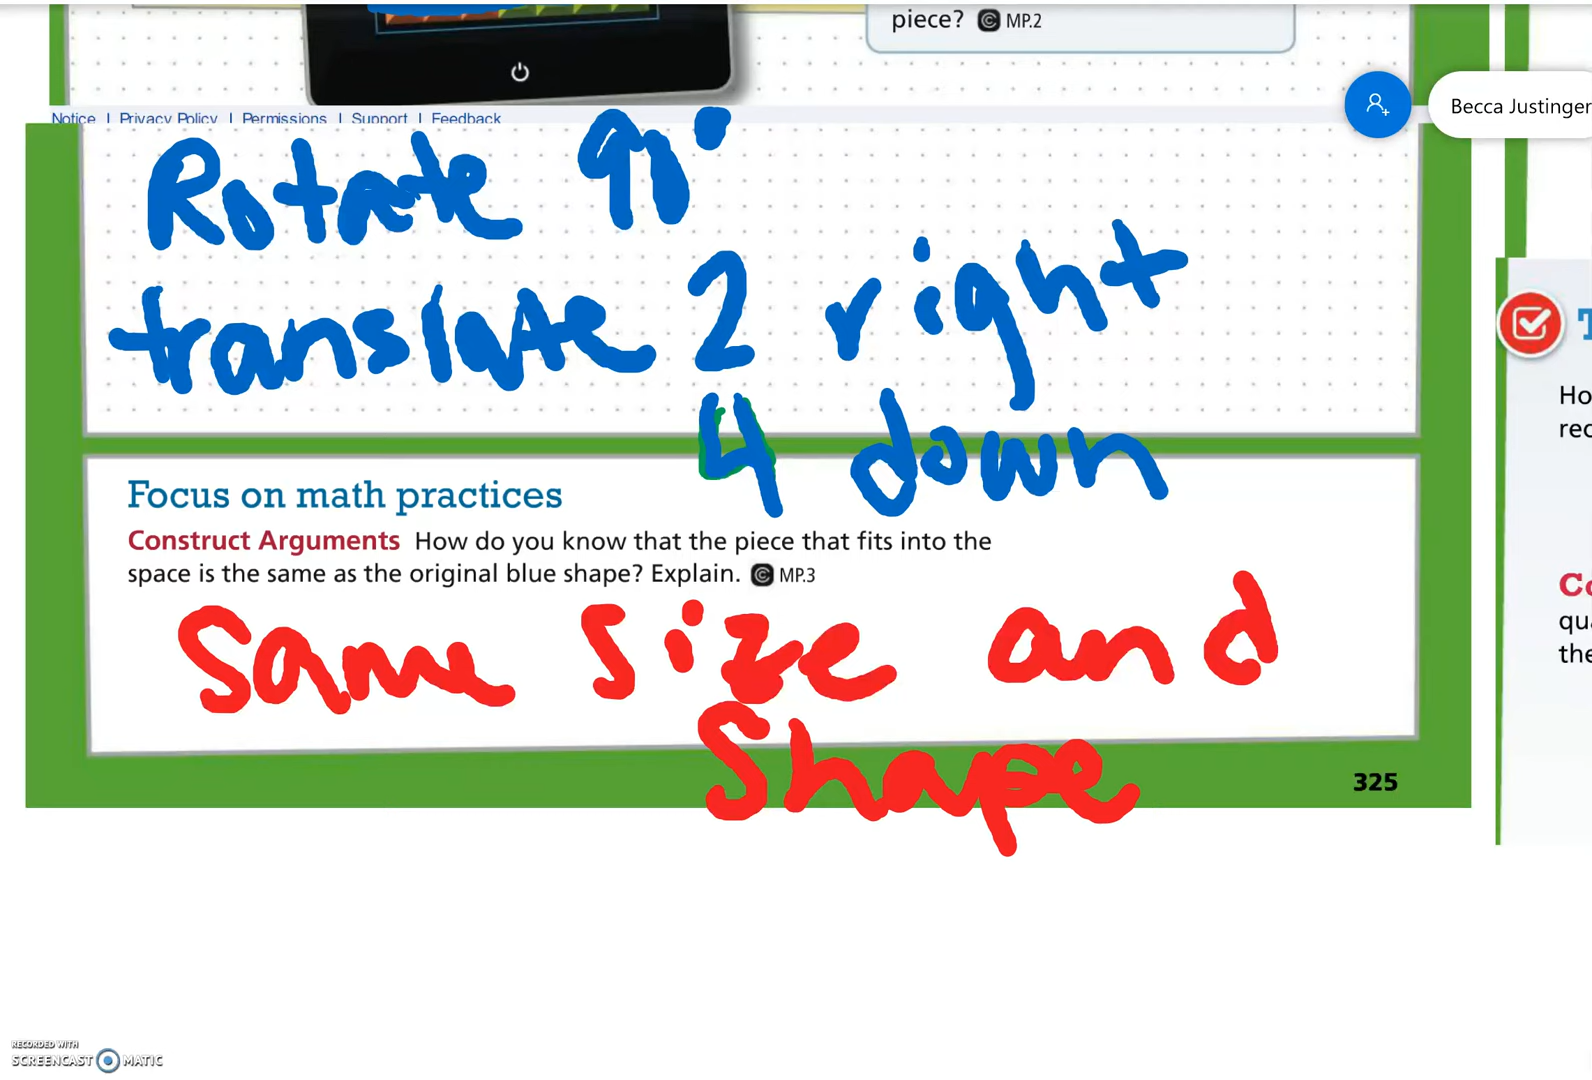 piece? © MP.2
Becca Justinger
Notice | Privacy Policy | Permissions | Support | Feedback
Rotate 90°
translate 2 right
4 down
Focus on math practices
Construct Arguments How do you know that the piece that fits into the
space is the same as the original blue shape? Explain. © MP.3
same size and
shape
325
Ho
rec
Co
qua
the
RECORDED WITH
SCREENCAST MATIC